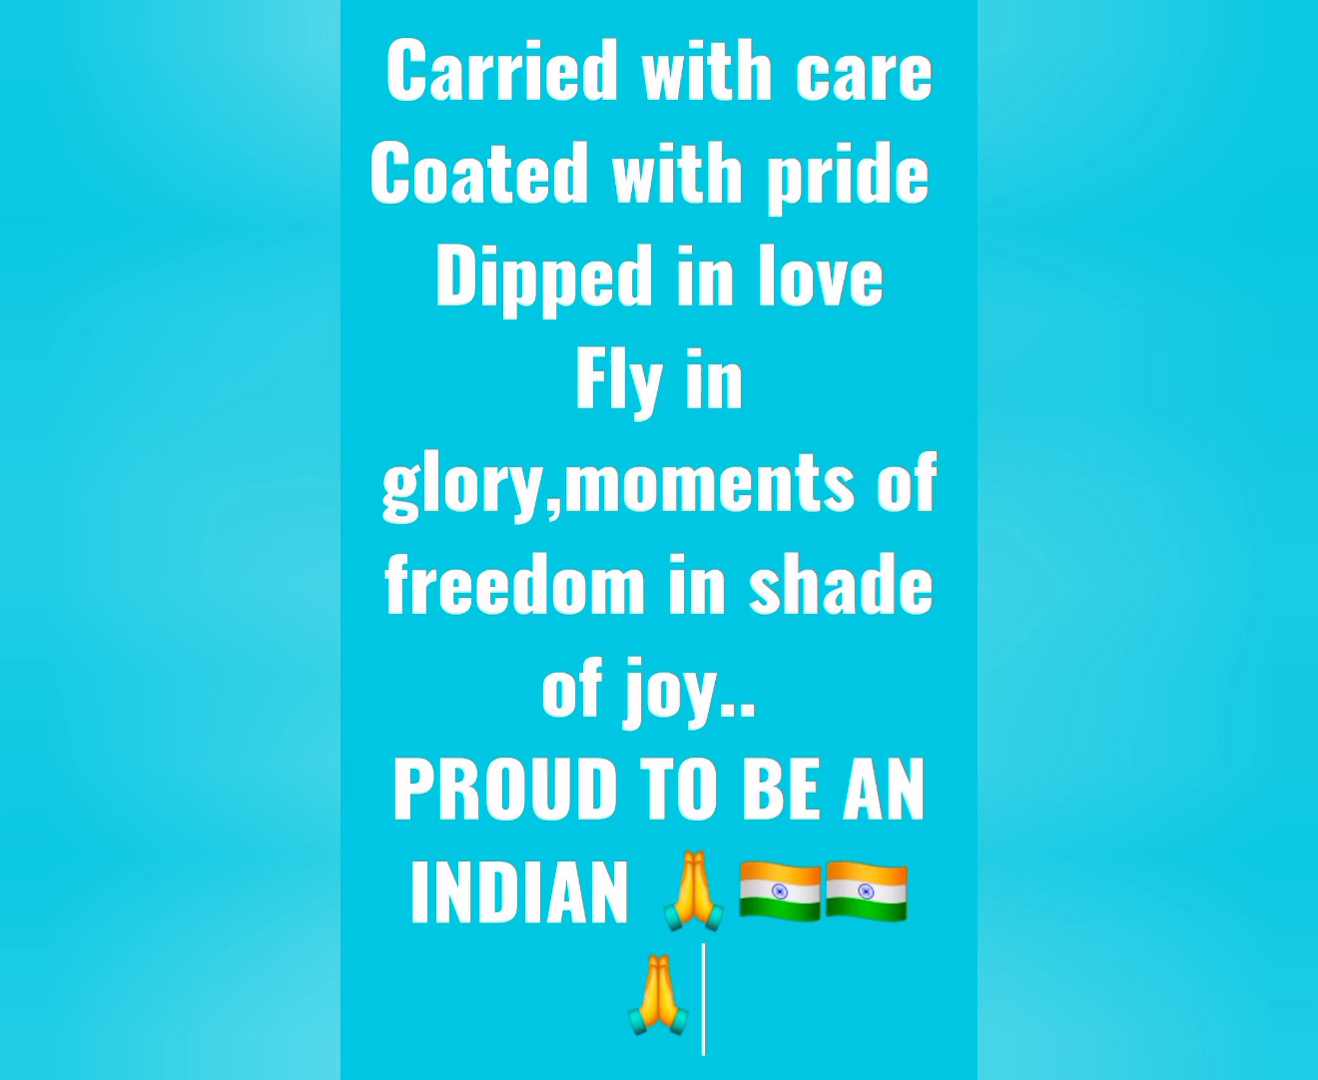 Carried with care
Coated with pride
Dipped in love
Fly in
glory,moments of
freedom in shade
of joy..
PROUD TO BE AN
INDIAN 🙏🇮🇳🇮🇳
🙏